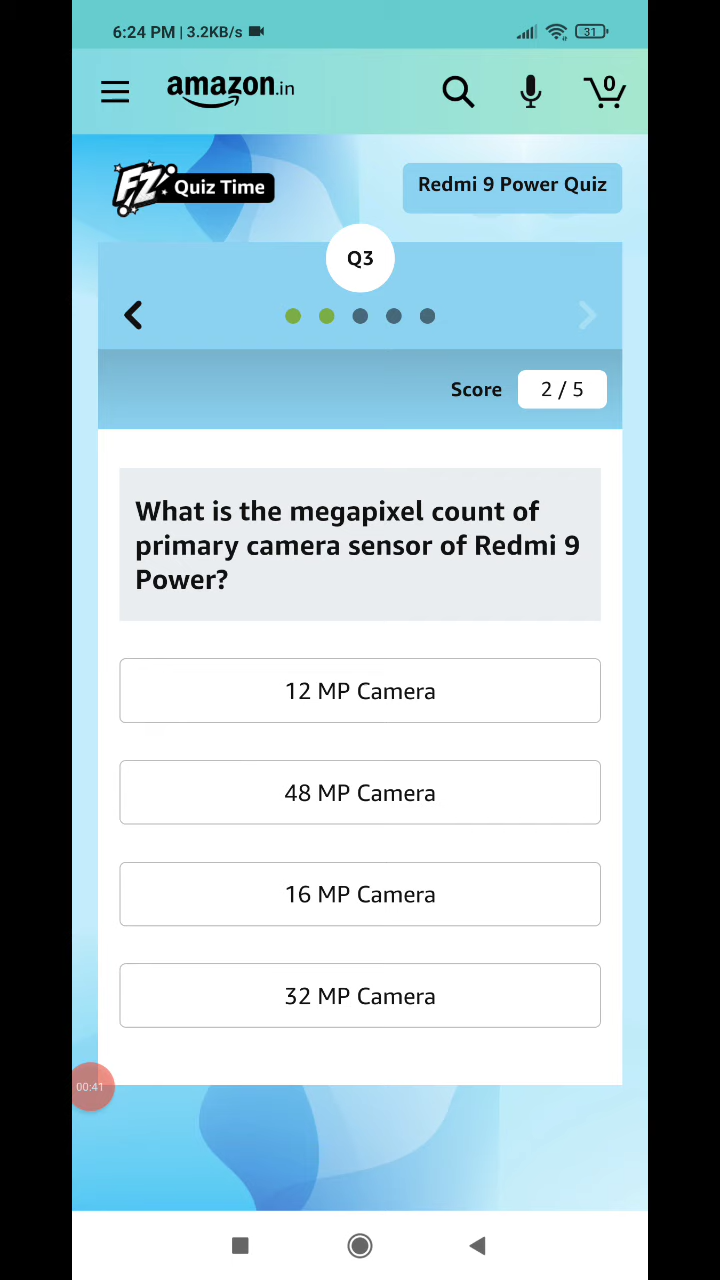 6:24 PM | 3.2KB/s 31
amazon.in 0
FZ Quiz Time Redmi 9 Power Quiz
Q3
Score 2 / 5
What is the megapixel count of
primary camera sensor of Redmi 9
Power?
12 MP Camera
48 MP Camera
16 MP Camera
32 MP Camera
00:41